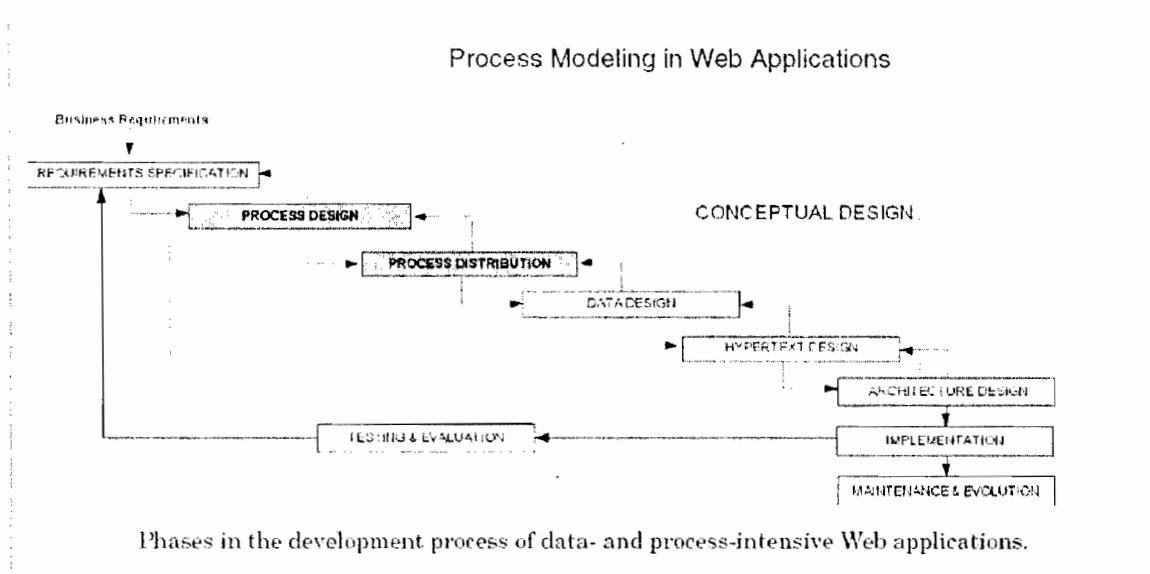 Process Modeling in Web Applications
Business Requirements
REQUIREMENTS SPECIFICATION
PROCESS DESIGN
CONCEPTUAL DESIGN
PROCESS DISTRIBUTION
DATA DESIGN
HYPERTEXT DESIGN
ARCHITECTURE DESIGN
TESTING & EVALUATION
IMPLEMENTATION
MAINTENANCE & EVOLUTION
Phases in the development process of data- and process-intensive Web applications.